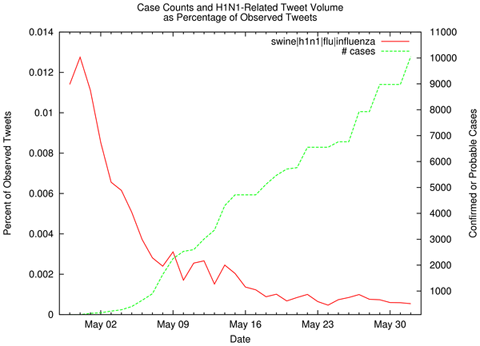 Case Counts and H1N1-Related Tweet Volume
as Percentage of Observed Tweets
0.014
0.012
0.01
0.008
0.006
0.004
0.002
0
Percent of Observed Tweets
swine|h1n1|flu|influenza
# cases
11000
10000
9000
8000
7000
6000
5000
4000
3000
2000
1000
Confirmed or Probable Cases
May 02
May 09
May 16
May 23
May 30
Date